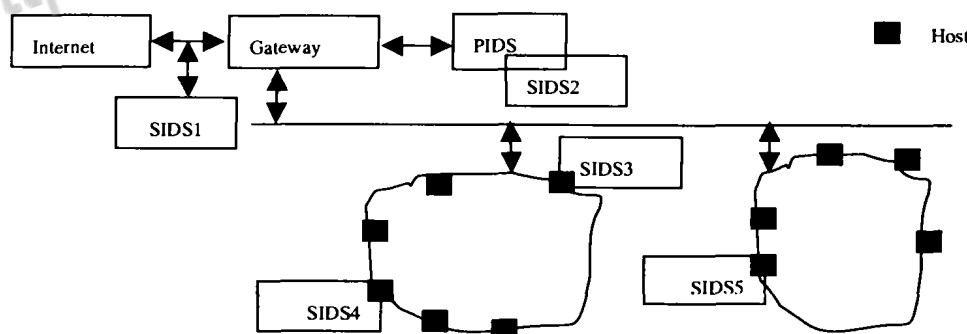 Internet
Gateway
PIDS
Host
SIDS2
SIDS1
SIDS3
SIDS4
SIDS5